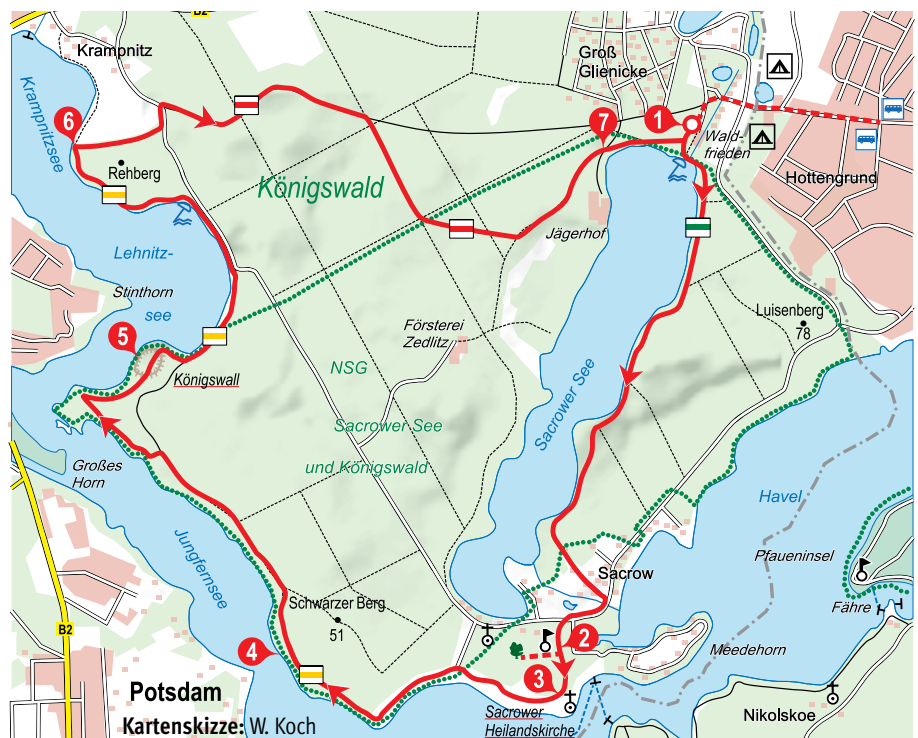 B2
Krampnitz
Groß
Glienicke
Krampnitzsee
6
7
1
Wald-
frieden
Rehberg
Hottengrund
Königswald
Jägerhof
Lehnitz-
see
Stinthorn
Luisenberg
78
5
Försterei
Zedlitz
Königswall
NSG
Sacrower See
und Königswald
Sacrower See
Großes
Horn
Havel
Jungfernsee
Pfaueninsel
Sacrow
Schwarzer Berg
51
Fähre
B2
2
4
Meedehorn
3
Potsdam
Sacrower
Heilandskirche
Nikolskoe
Kartenskizze: W. Koch